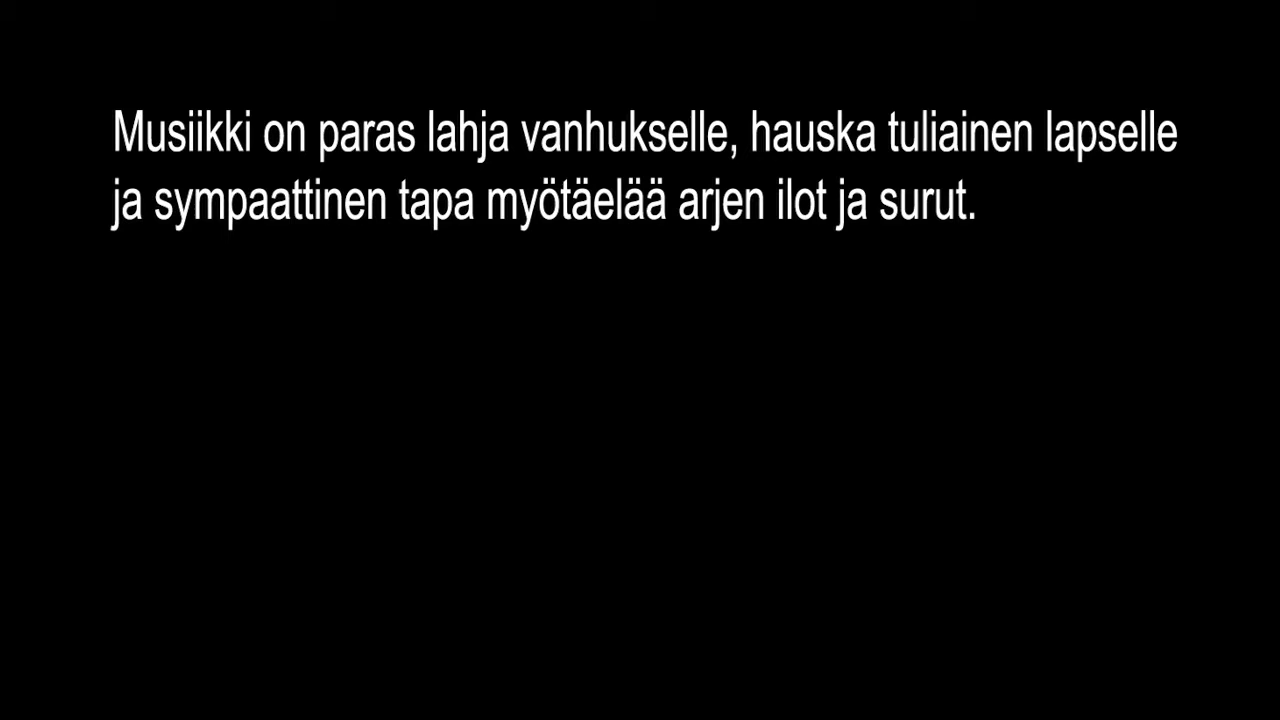 Musiikki on paras lahja vanhukselle, hauska tuliainen lapselle
ja sympaattinen tapa myötäelää arjen ilot ja surut.